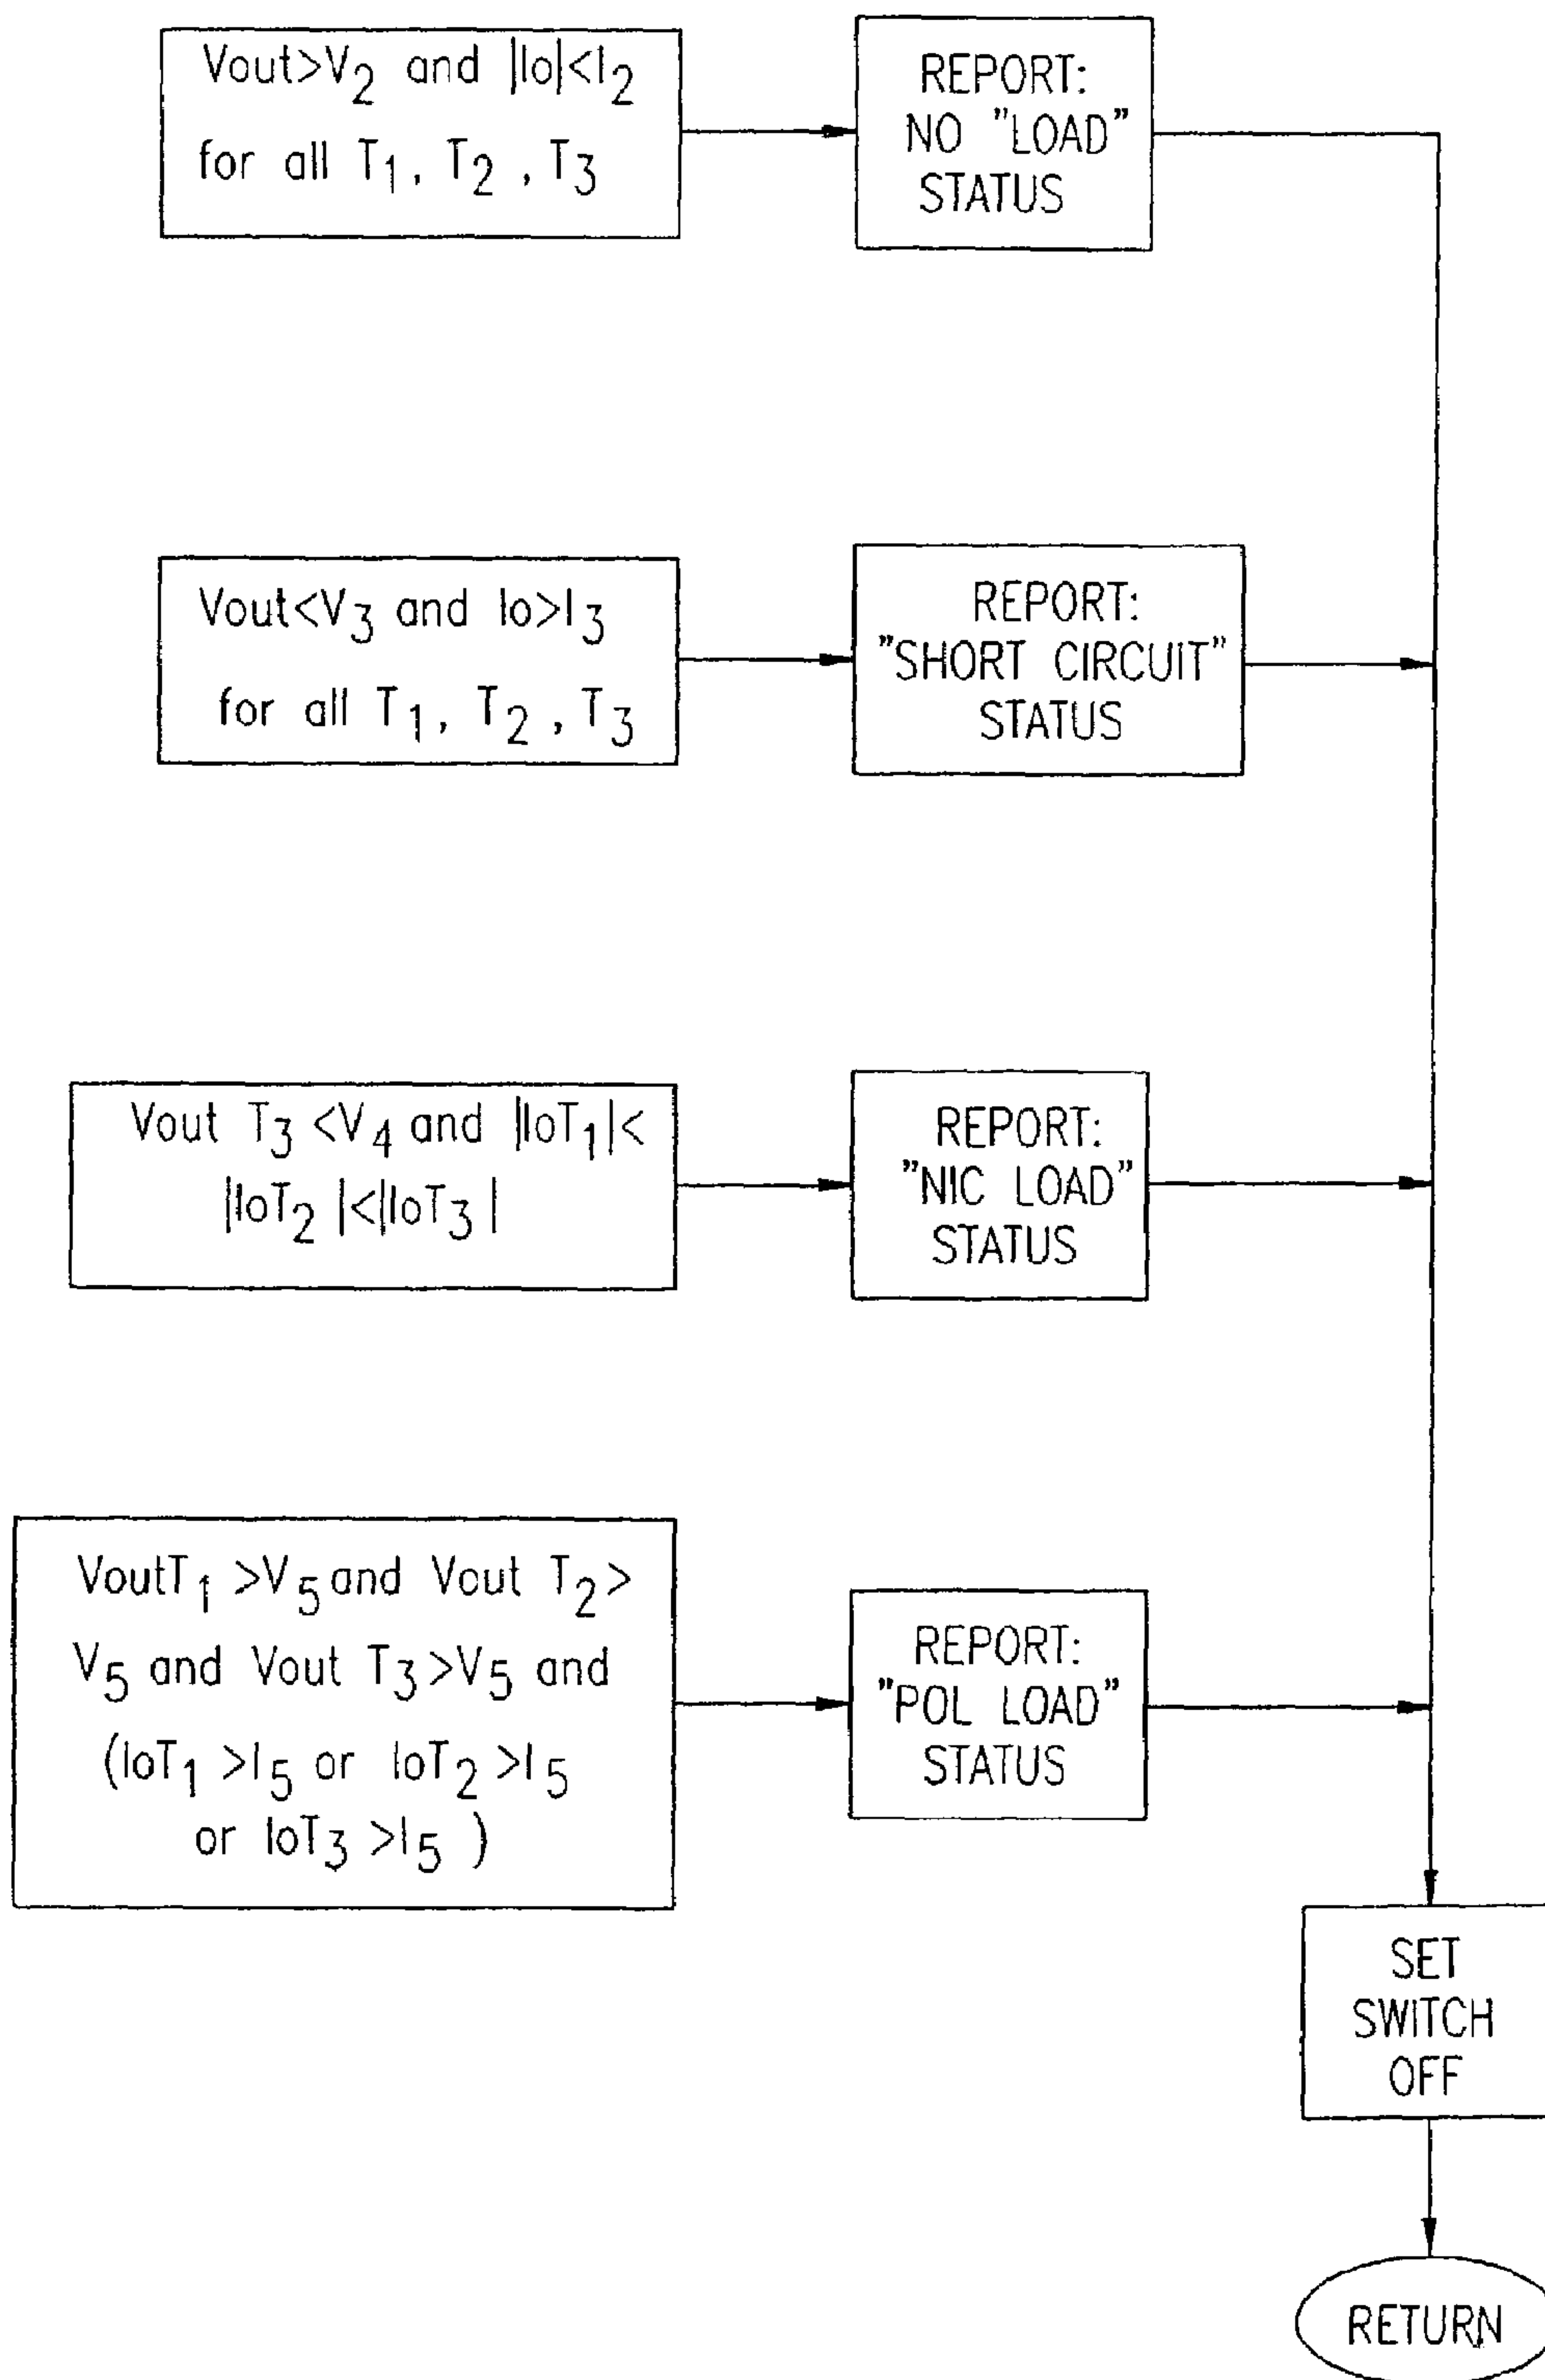 Vout>V2 and |Io|<I2
for all T1, T2 , T3
REPORT:
NO "LOAD"
STATUS
Vout<V3 and Io>I3
for all T1, T2 , T3
REPORT:
"SHORT CIRCUIT"
STATUS
Vout T3 <V4 and |IoT1|<
|IoT2 |<|IoT3 |
REPORT:
"NIC LOAD"
STATUS
VoutT1 >V5 and Vout T2>
V5 and Vout T3>V5 and
(IoT1 >I5 or IoT2 >I5
or IoT3 >I5 )
REPORT:
"POL LOAD"
STATUS
SET
SWITCH
OFF
RETURN